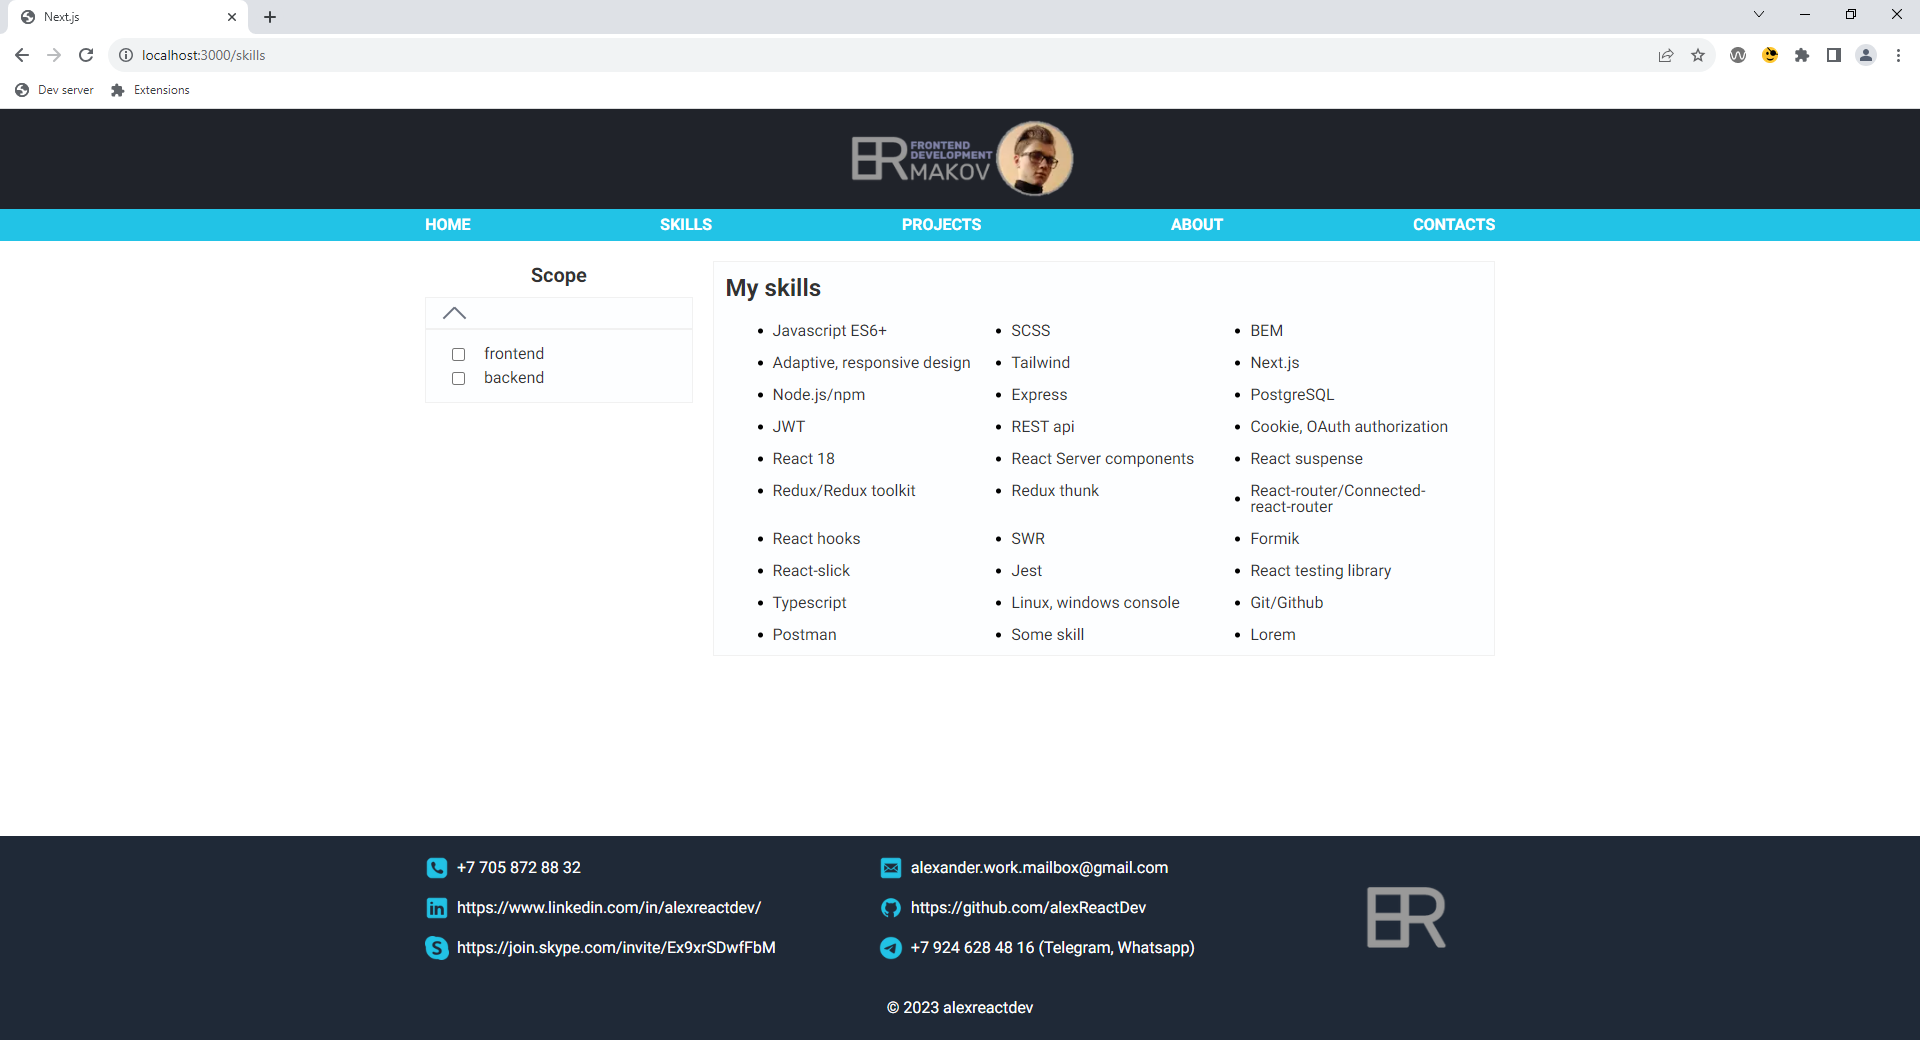 Next.js
localhost:3000/skills
Dev server
Extensions
ER FRONTEND
DEVELOPMENT
MAKOV
HOME
SKILLS
PROJECTS
ABOUT
CONTACTS
Scope
frontend
backend
My skills
Javascript ES6+
SCSS
BEM
Adaptive, responsive design
Tailwind
Next.js
Node.js/npm
Express
PostgreSQL
JWT
REST api
Cookie, OAuth authorization
React 18
React Server components
React suspense
Redux/Redux toolkit
Redux thunk
React-router/Connected-
react-router
React hooks
SWR
Formik
React-slick
Jest
React testing library
Typescript
Linux, windows console
Git/Github
Postman
Some skill
Lorem
+7 705 872 88 32
alexander.work.mailbox@gmail.com
https://www.linkedin.com/in/alexreactdev/
https://github.com/alexReactDev
https://join.skype.com/invite/Ex9xrSDwfFbM
+7 924 628 48 16 (Telegram, Whatsapp)
ER
© 2023 alexreactdev